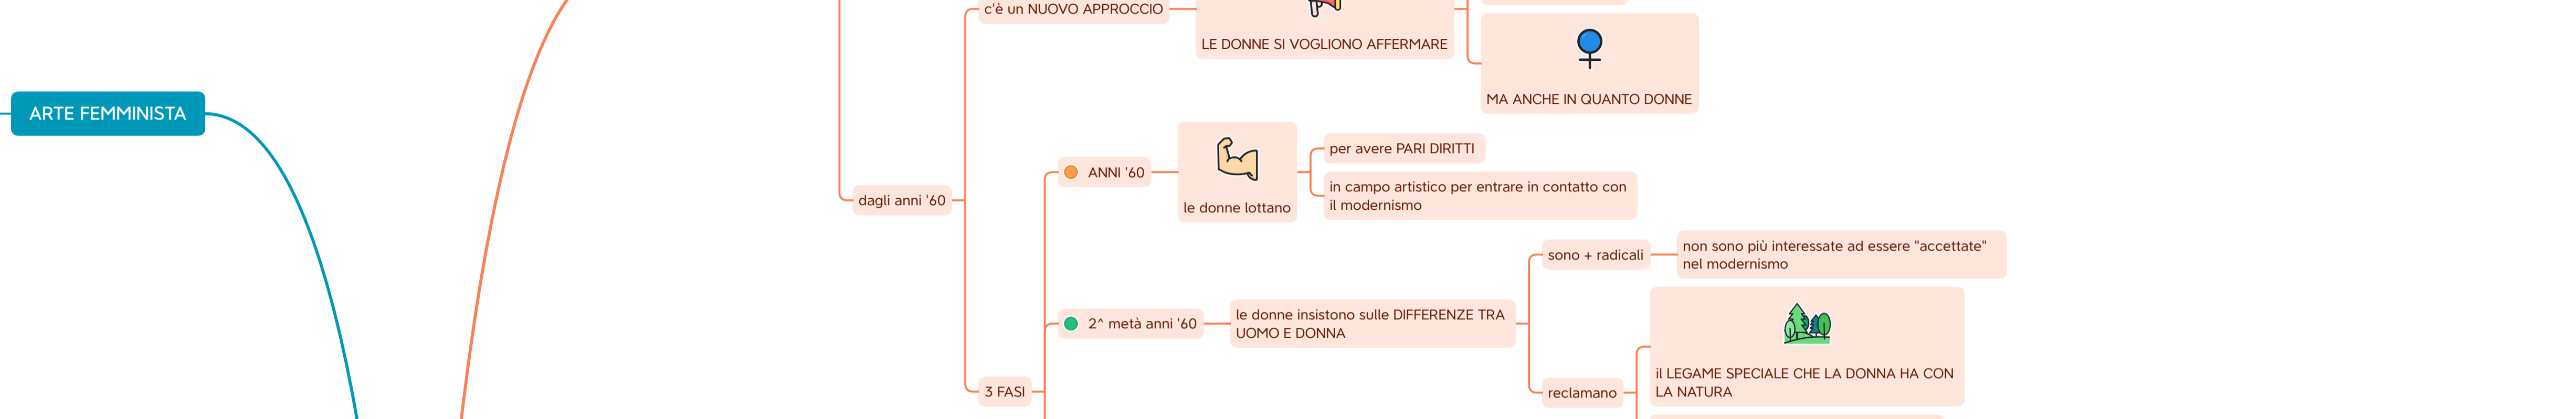 c'è un NUOVO APPROCCIO
LE DONNE SI VOGLIONO AFFERMARE
MA ANCHE IN QUANTO DONNE
ARTE FEMMINISTA
dagli anni '60
ANNI '60
le donne lottano
per avere PARI DIRITTI
in campo artistico per entrare in contatto con
il modernismo
2^ metà anni '60
le donne insistono sulle DIFFERENZE TRA
UOMO E DONNA
sono + radicali
non sono più interessate ad essere "accettate"
nel modernismo
reclamano
il LEGAME SPECIALE CHE LA DONNA HA CON
LA NATURA
3 FASI